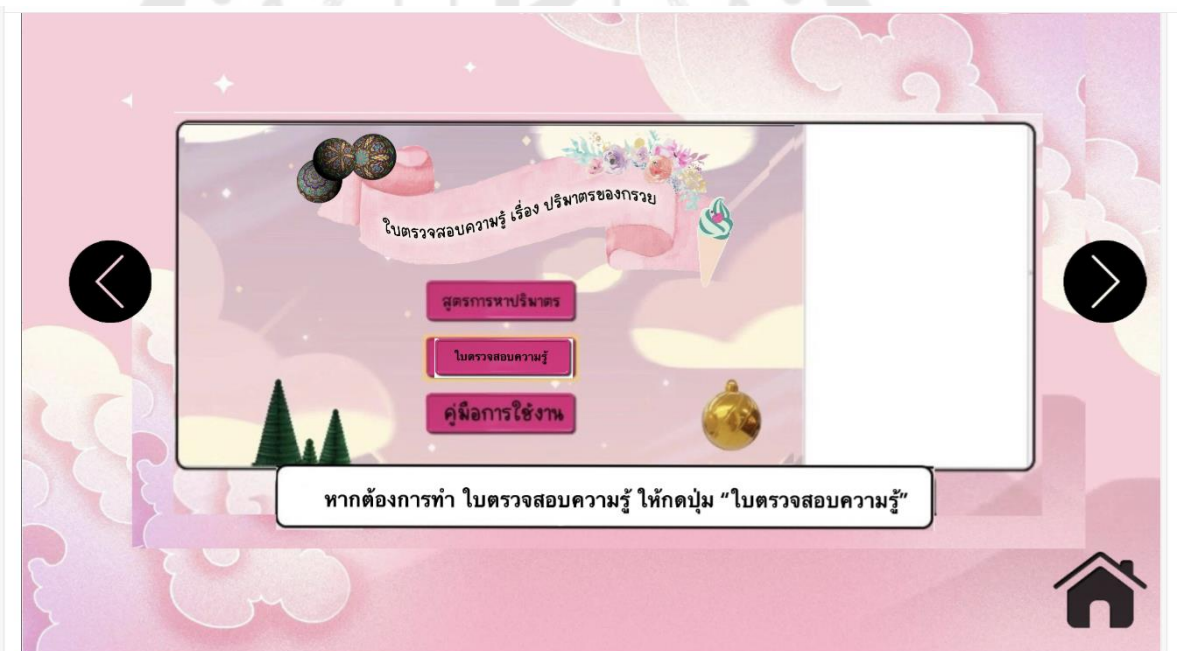 ใบตรวจสอบความรู้ เรื่อง ปริมาตรของกรวย
สูตรการหาปริมาตร
ใบตรวจสอบความรู้
คู่มือการใช้งาน
หากต้องการทำ ใบตรวจสอบความรู้ ให้กดปุ่ม “ใบตรวจสอบความรู้”